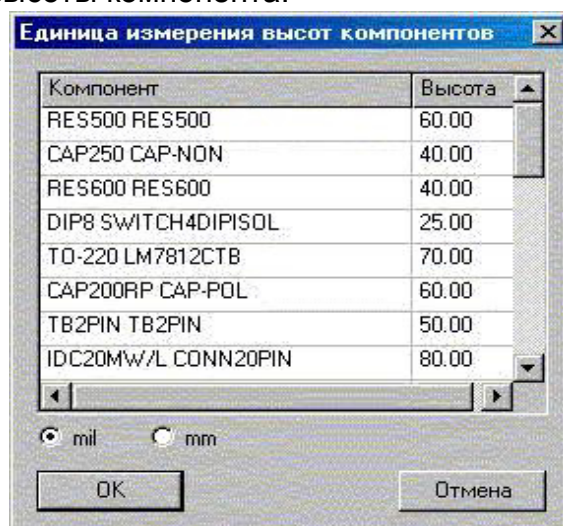 высоты компонента.
Единица измерения высот компонентов
Компонент Высота
RES500 RES500 60.00
CAP250 CAP-NON 40.00
RES600 RES600 40.00
DIP8 SWITCH4DIPISOL 25.00
TO-220 LM7812CTB 70.00
CAP200RP CAP-POL 60.00
TB2PIN TB2PIN 50.00
IDC20MW/L CONN20PIN 80.00
mil mm
OK Отмена